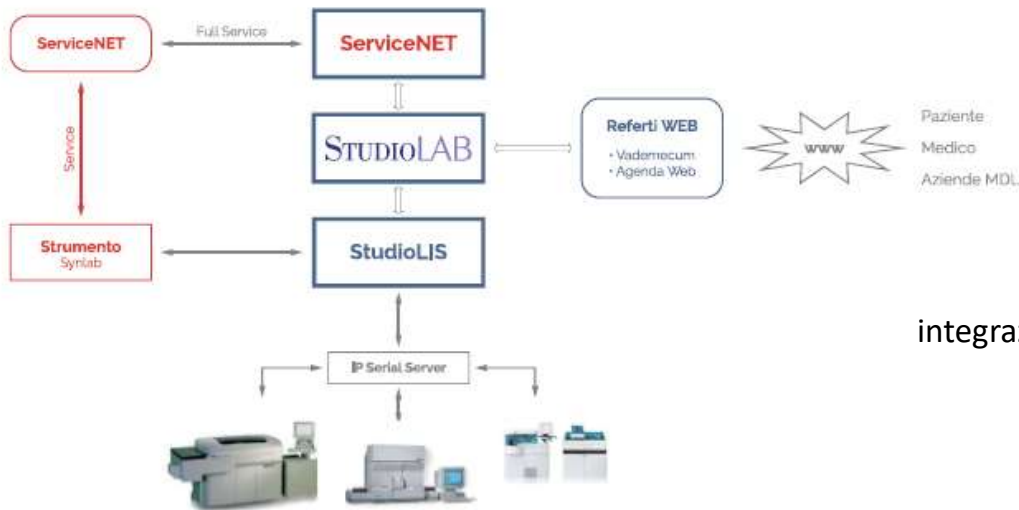 ServiceNET
Full Service
ServiceNET
Service
STUDIOLAB
Referti WEB
• Vademecum
• Agenda Web
www
Paziente
Medico
Aziende MDL
Strumento
Synlab
StudioLIS
integra
IP Serial Server